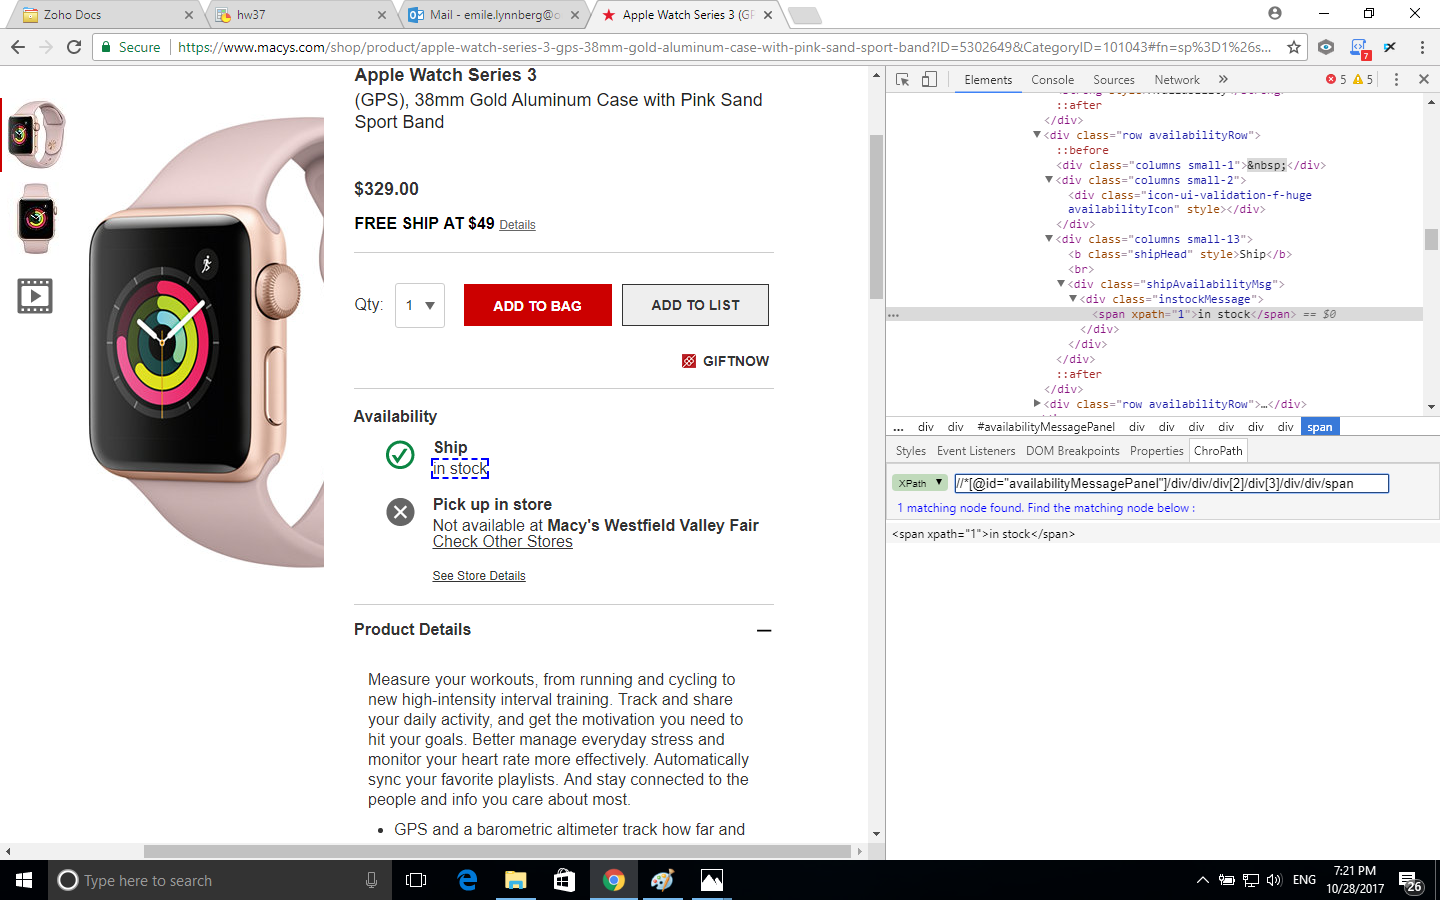 Zoho Docs
hw37
Mail - emile.lynnberg@o
Apple Watch Series 3 (GP
Secure
https://www.macys.com/shop/product/apple-watch-series-3-gps-38mm-gold-aluminum-case-with-pink-sand-sport-band?ID=5302649&CategoryID=101043#fn=sp%3D1%26s...
7
Apple Watch Series 3
(GPS), 38mm Gold Aluminum Case with Pink Sand
Sport Band
$329.00
FREE SHIP AT $49 Details
Qty: 1 ▼ ADD TO BAG ADD TO LIST
GIFTNOW
Availability
Ship
in stock
Pick up in store
Not available at Macy's Westfield Valley Fair
Check Other Stores
See Store Details
Product Details
Measure your workouts, from running and cycling to
new high-intensity interval training. Track and share
your daily activity, and get the motivation you need to
hit your goals. Better manage everyday stress and
monitor your heart rate more effectively. Automatically
sync your favorite playlists. And stay connected to the
people and info you care about most.
• GPS and a barometric altimeter track how far and
Elements Console Sources Network » 5 5
::after
</div>
▼<div class="row availabilityRow">
::before
<div class="columns small-1">&nbsp;</div>
▼<div class="columns small-2">
<div class="icon-ui-validation-f-huge
availabilityIcon" style></div>
</div>
▼<div class="columns small-13">
<b class="shipHead" style>Ship</b>
<br>
▼<div class="shipAvailabilityMsg">
▼<div class="instockMessage">
... <span xpath="1">in stock</span> == $0
</div>
</div>
</div>
::after
</div>
▶<div class="row availabilityRow">…</div>
... div div #availabilityMessagePanel div div div div div div span
Styles Event Listeners DOM Breakpoints Properties ChroPath
XPath ▼ //*[@id="availabilityMessagePanel"]/div/div/div[2]/div[3]/div/div/span
1 matching node found. Find the matching node below :
<span xpath="1">in stock</span>
Type here to search
ENG
7:21 PM
10/28/2017
26